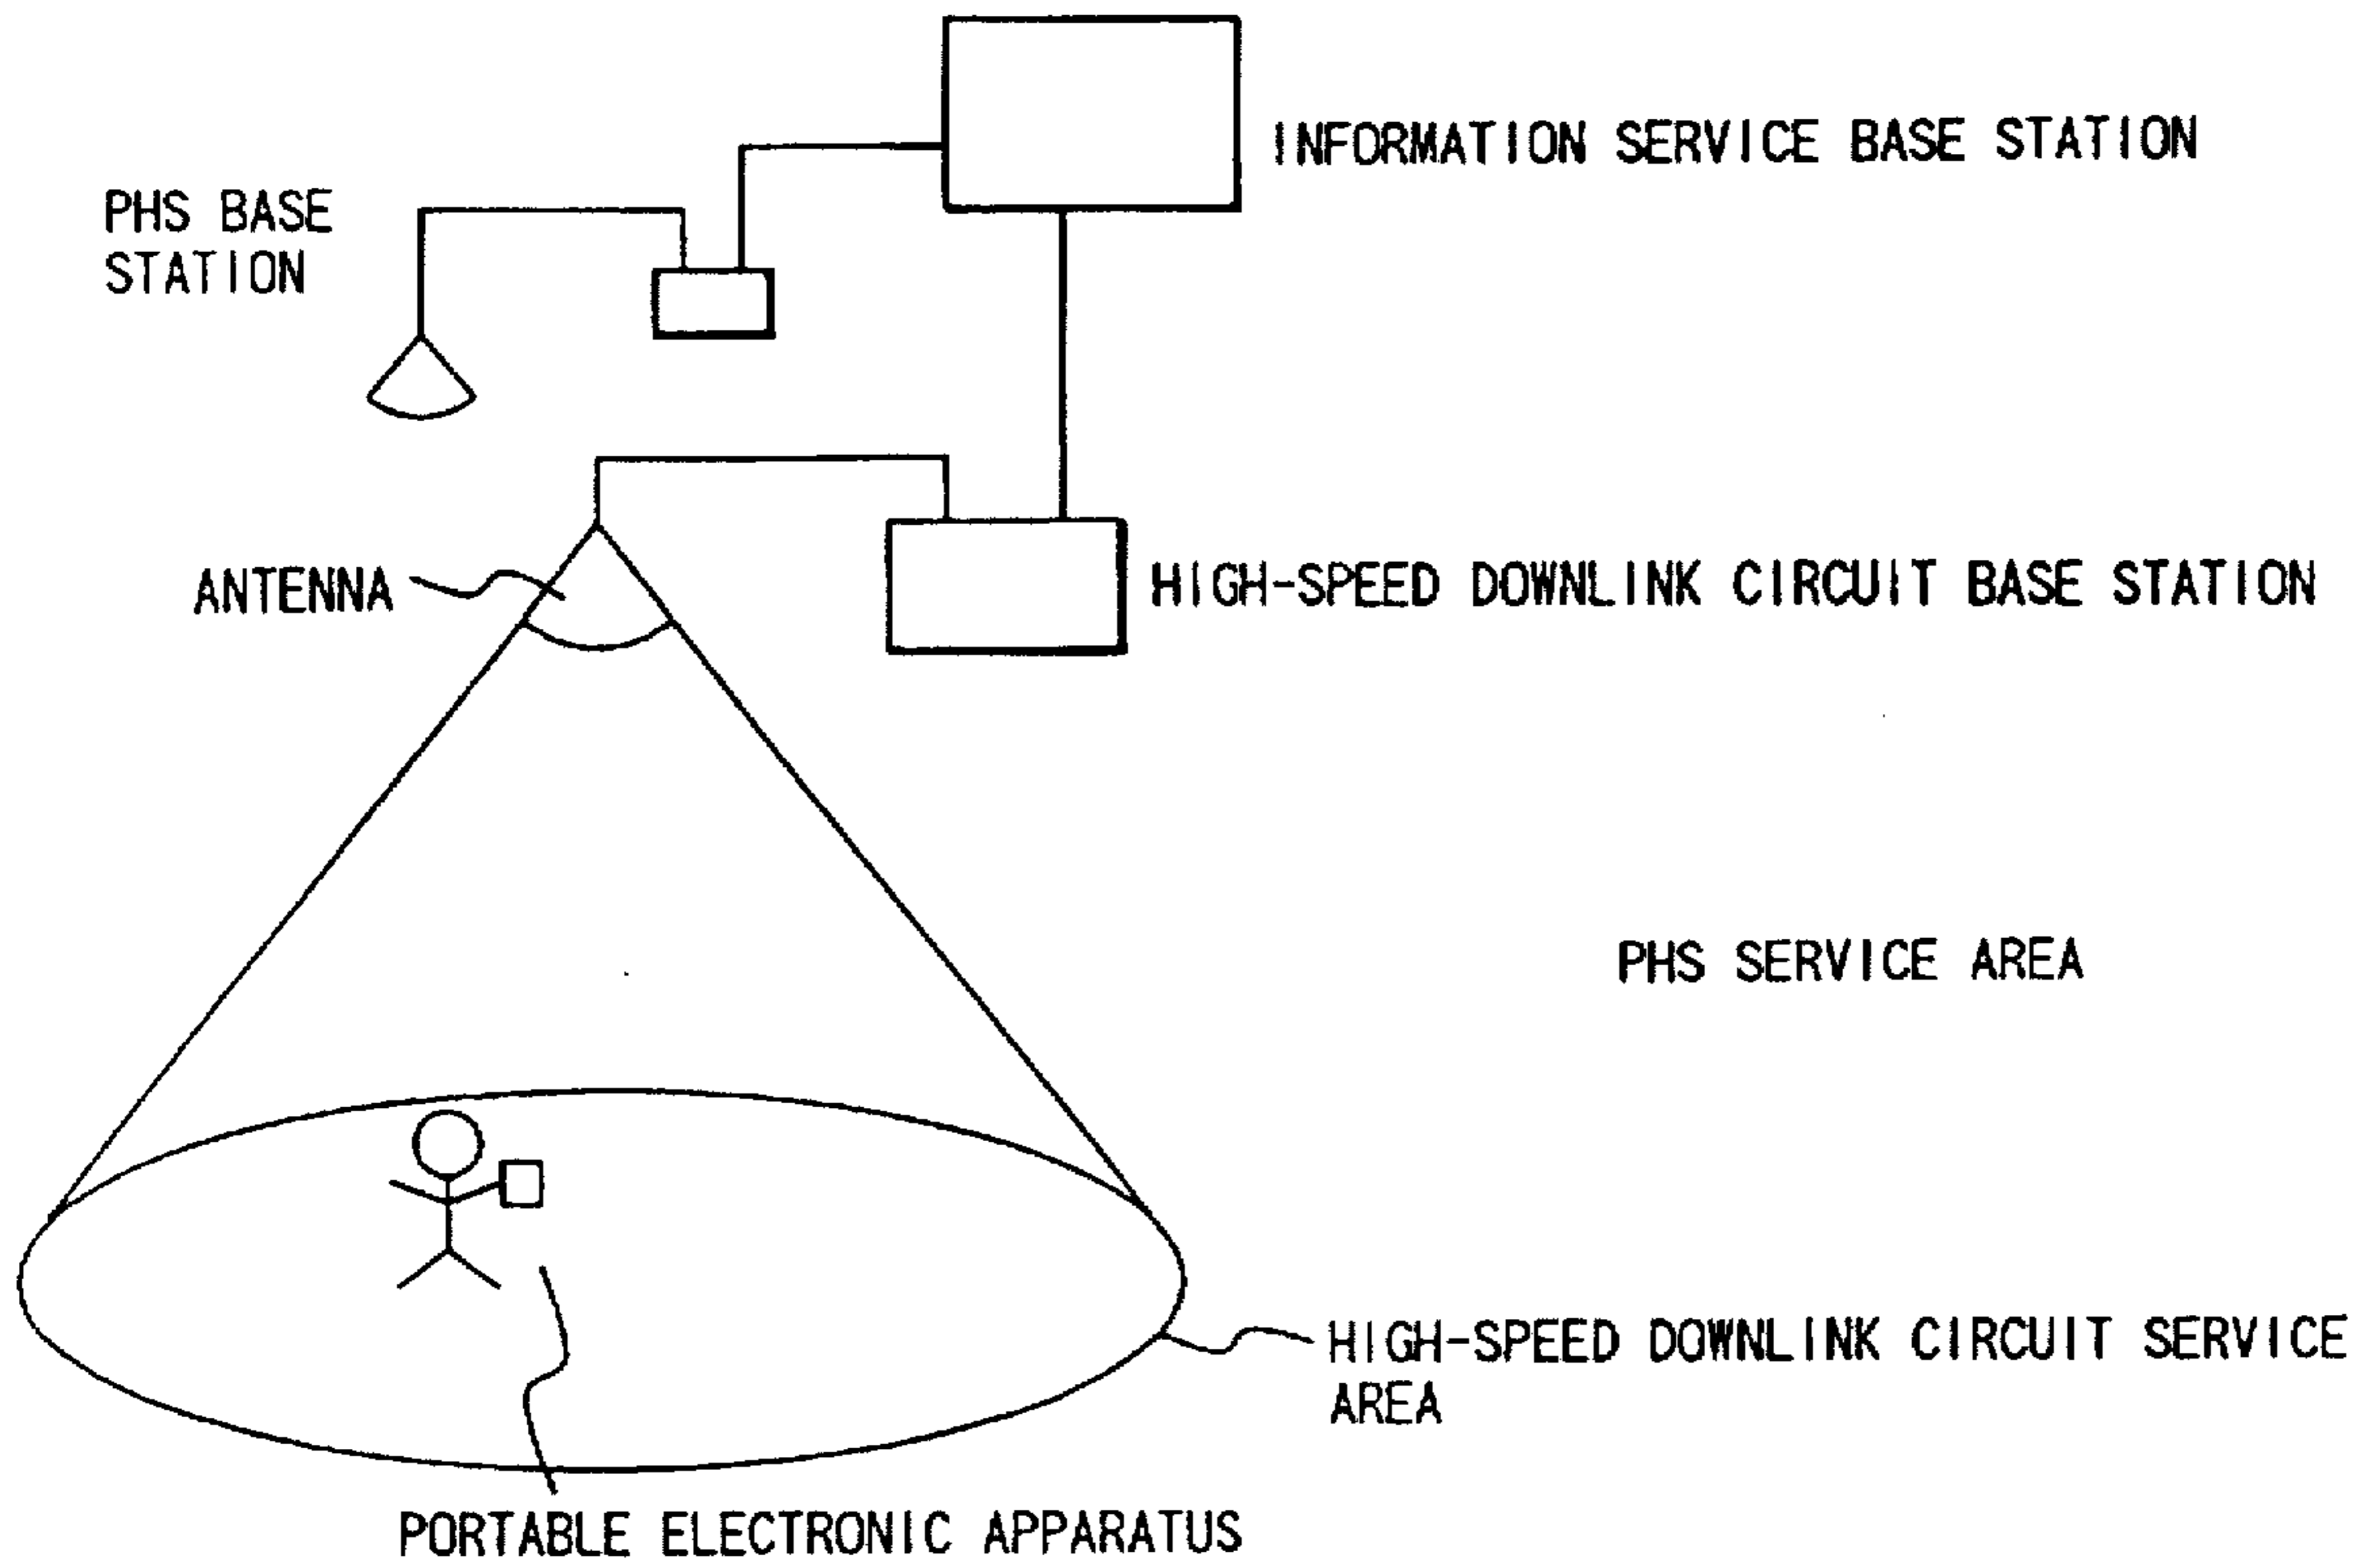 INFORMATION SERVICE BASE STATION
PHS BASE
STATION
ANTENNA
HIGH-SPEED DOWNLINK CIRCUIT BASE STATION
PHS SERVICE AREA
HIGH-SPEED DOWNLINK CIRCUIT SERVICE
AREA
PORTABLE ELECTRONIC APPARATUS